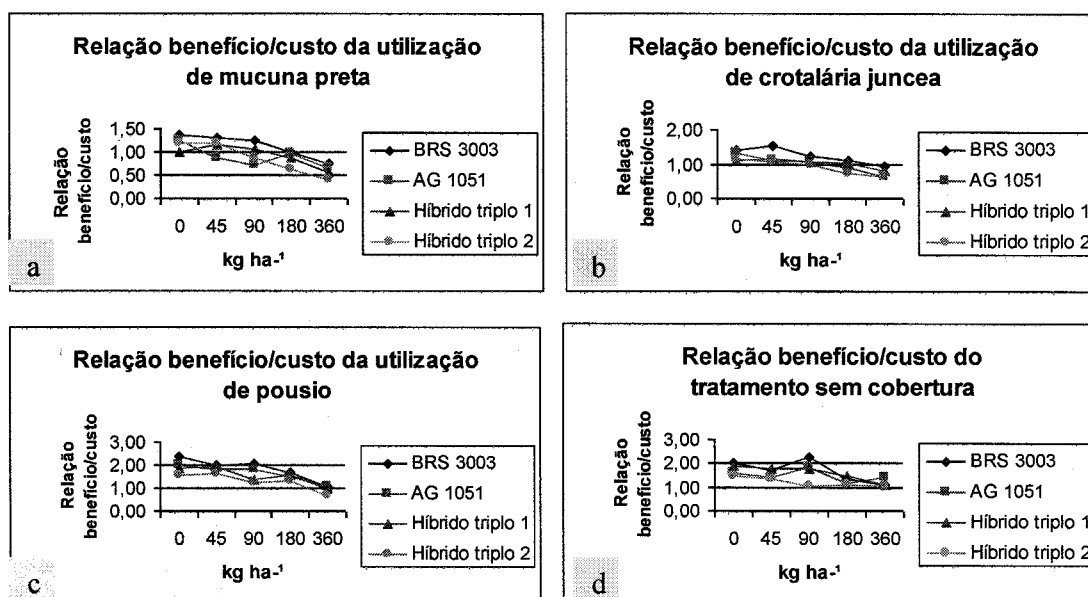 Relação benefício/custo da utilização
de mucuna preta
Relação
benefício/custo
1,50
1,00
0,50
0,00
0 45 90 180 360
kg ha-¹
BRS 3003
AG 1051
Híbrido triplo 1
Híbrido triplo 2
a
Relação benefício/custo da utilização
de crotalária juncea
Relação
benefício/custo
2,00
1,00
0,00
0 45 90 180 360
kg ha-¹
BRS 3003
AG 1051
Híbrido triplo 1
Híbrido triplo 2
b
Relação benefício/custo da utilização
de pousio
Relação
benefício/custo
3,00
2,00
1,00
0,00
0 45 90 180 360
kg ha-¹
BRS 3003
AG 1051
Híbrido triplo 1
Híbrido triplo 2
c
Relação benefício/custo do
tratamento sem cobertura
Relação
benefício/custo
3,00
2,00
1,00
0,00
0 45 90 180 360
kg ha-¹
BRS 3003
AG 1051
Híbrido triplo 1
Híbrido triplo 2
d